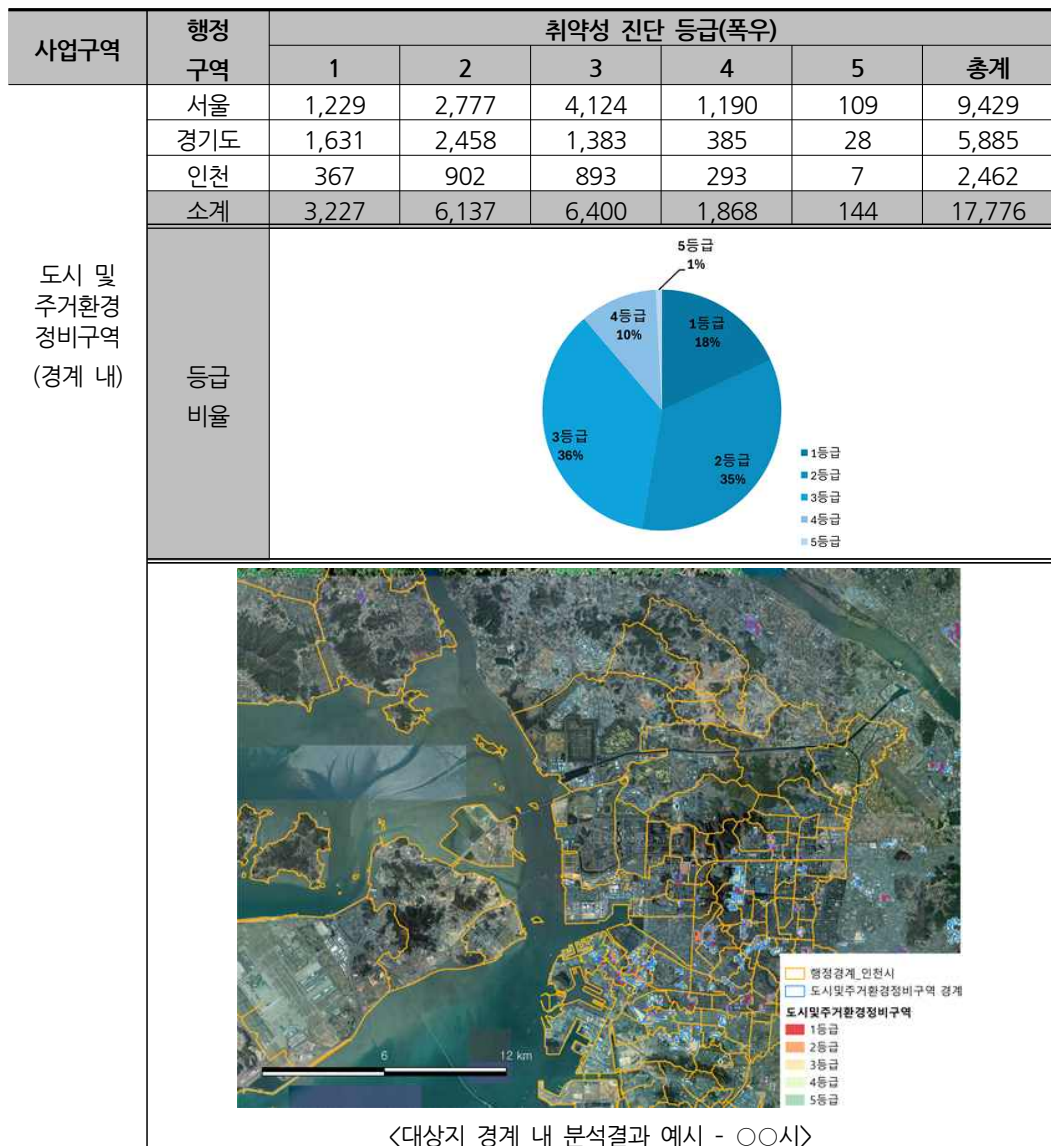 사업구역 행정 구역 취약성 진단 등급(폭우)
1 2 3 4 5 총계
도시 및
주거환경
정비구역
(경계 내)
서울 1,229 2,777 4,124 1,190 109 9,429
경기도 1,631 2,458 1,383 385 28 5,885
인천 367 902 893 293 7 2,462
소계 3,227 6,137 6,400 1,868 144 17,776
등급
비율
5등급
1%
4등급
10%
1등급
18%
3등급
36%
2등급
35%
1등급
2등급
3등급
4등급
5등급
행정경계_인천시
도시및주거환경정비구역 경계
도시및주거환경정비구역
1등급
2등급
3등급
4등급
5등급
6 12 km
<대상지 경계 내 분석결과 예시 - ○○시>